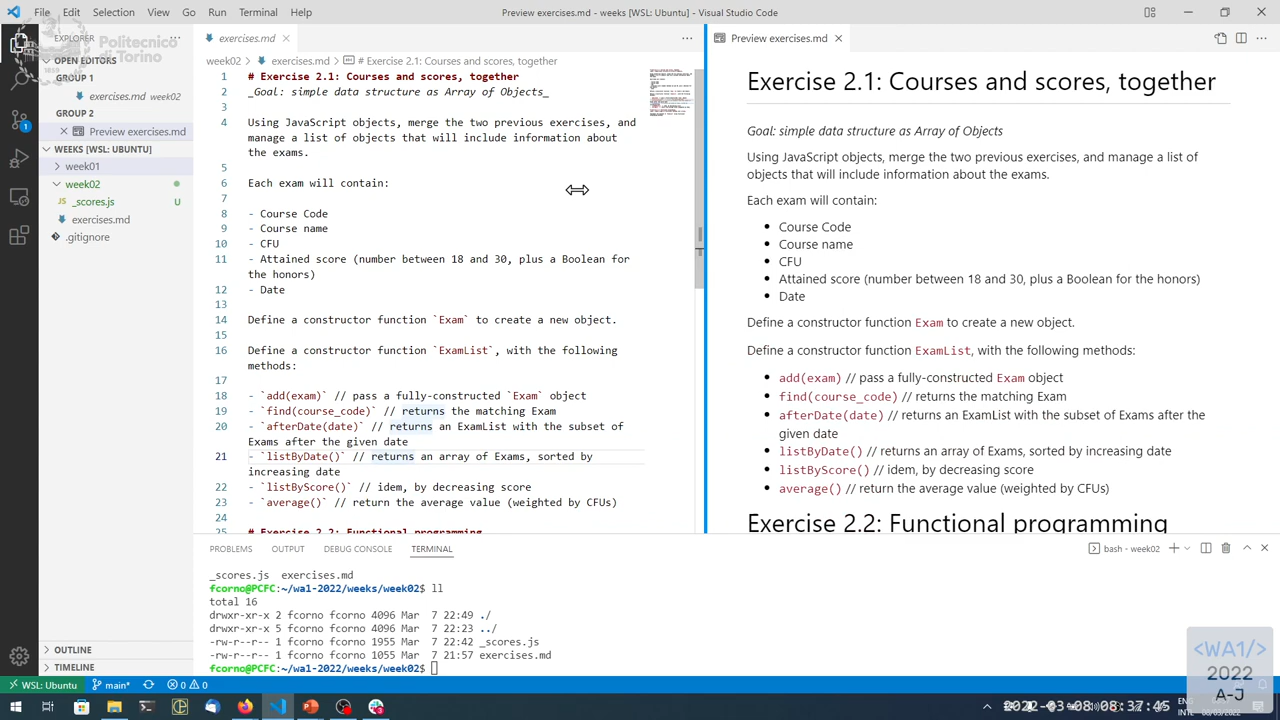 Preview exercises.md - weeks [WSL: Ubuntu] - Visual Studio Code
EXPLORER
Politecnico
di Torino
OPEN EDITORS
GROUP 1
exercises.md week02
GROUP 2
Preview exercises.md
WEEKS [WSL: UBUNTU]
week01
week02
_scores.js U
exercises.md
.gitignore
OUTLINE
TIMELINE
exercises.md
week02 > exercises.md > # Exercise 2.1: Courses and scores, together
1 # Exercise 2.1: Courses and scores, together
2 _Goal: simple data structure as Array of Objects_
3
4 Using JavaScript objects, merge the two previous exercises, and
manage a list of objects that will include information about
the exams.
5
6 Each exam will contain:
7
8 - Course Code
9 - Course name
10 - CFU
11 - Attained score (number between 18 and 30, plus a Boolean for
the honors)
12 - Date
13
14 Define a constructor function `Exam` to create a new object.
15
16 Define a constructor function `ExamList`, with the following
methods:
17
18 - `add(exam)` // pass a fully-constructed `Exam` object
19 - `find(course_code)` // returns the matching Exam
20 - `afterDate(date)` // returns an ExamList with the subset of
Exams after the given date
21 - `listByDate()` // returns an array of Exams, sorted by
increasing date
22 - `listByScore()` // idem, by decreasing score
23 - `average()` // return the average value (weighted by CFUs)
24
25 # Exercise 2.2: Functional programming
Preview exercises.md
Exercise 2.1: Courses and scores, together
Goal: simple data structure as Array of Objects
Using JavaScript objects, merge the two previous exercises, and manage a list of
objects that will include information about the exams.
Each exam will contain:
Course Code
Course name
CFU
Attained score (number between 18 and 30, plus a Boolean for the honors)
Date
Define a constructor function Exam to create a new object.
Define a constructor function ExamList, with the following methods:
add(exam) // pass a fully-constructed Exam object
find(course_code) // returns the matching Exam
afterDate(date) // returns an ExamList with the subset of Exams after the
given date
listByDate() // returns an array of Exams, sorted by increasing date
listByScore() // idem, by decreasing score
average() // return the average value (weighted by CFUs)
Exercise 2.2: Functional programming
PROBLEMS OUTPUT DEBUG CONSOLE TERMINAL
bash - week02
_scores.js exercises.md
fcorno@PCFC:~/wa1-2022/weeks/week02$ ll
total 16
drwxr-xr-x 2 fcorno fcorno 4096 Mar 7 22:49 ./
drwxr-xr-x 5 fcorno fcorno 4096 Mar 7 22:23 ../
-rw-r--r-- 1 fcorno fcorno 1955 Mar 7 22:42 _scores.js
-rw-r--r-- 1 fcorno fcorno 1055 Mar 7 21:57 exercises.md
fcorno@PCFC:~/wa1-2022/weeks/week02$
<WA1/>
2022
A-J
WSL: Ubuntu main* 0 0
ENG
INTL
2022-03-08 08:37:45